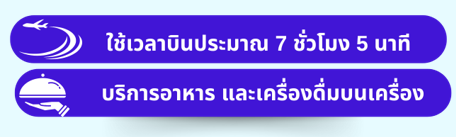 ใช้เวลาบินประมาณ 7 ชั่วโมง 5 นาที
บริการอาหาร และเครื่องดื่มบนเครื่อง